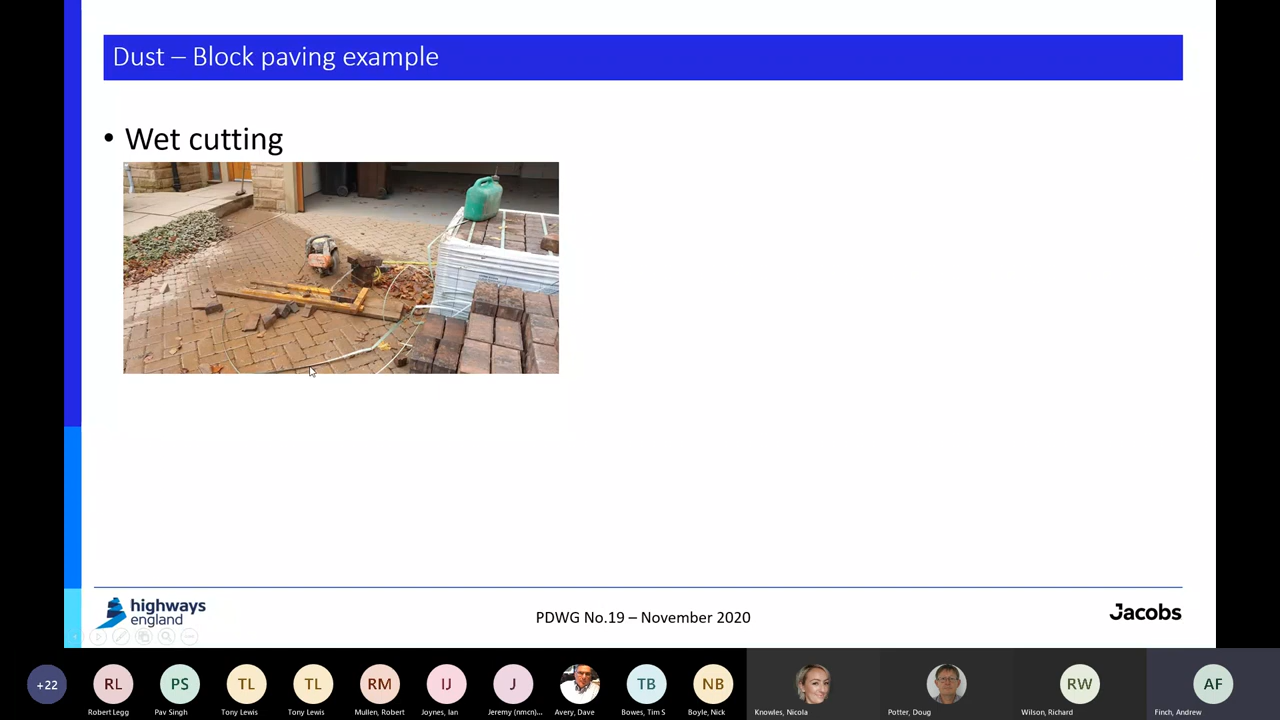 Dust – Block paving example
• Wet cutting
highways
england
PDWG No.19 – November 2020
Jacobs
+22
RL
PS
TL
TL
RM
IJ
J
TB
NB
RW
AF
Robert Legg
Pav Singh
Tony Lewis
Tony Lewis
Mullen, Robert
Joynes, Ian
Jeremy (nmcn)...
Avery, Dave
Bowes, Tim S
Boyle, Nick
Knowles, Nicola
Potter, Doug
Wilson, Richard
Finch, Andrew